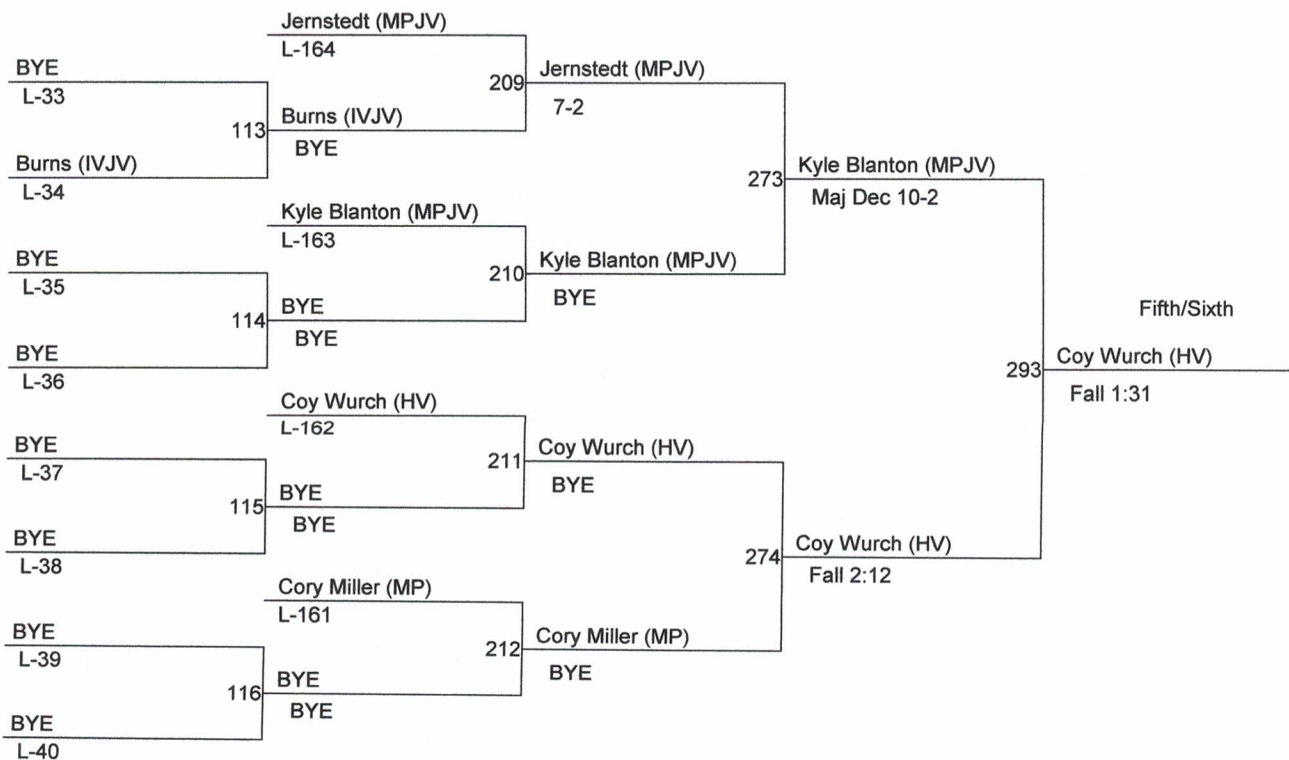 Jernstedt (MPJV)
L-164
BYE
L-33
209
Jernstedt (MPJV)
7-2
113
Burns (IVJV)
BYE
Burns (IVJV)
L-34
273
Kyle Blanton (MPJV)
Maj Dec 10-2
Kyle Blanton (MPJV)
L-163
BYE
L-35
210
Kyle Blanton (MPJV)
BYE
114
BYE
BYE
BYE
L-36
Fifth/Sixth
293
Coy Wurch (HV)
Fall 1:31
Coy Wurch (HV)
L-162
BYE
L-37
211
Coy Wurch (HV)
BYE
115
BYE
BYE
BYE
L-38
274
Coy Wurch (HV)
Fall 2:12
Cory Miller (MP)
L-161
BYE
L-39
212
Cory Miller (MP)
BYE
116
BYE
BYE
BYE
L-40